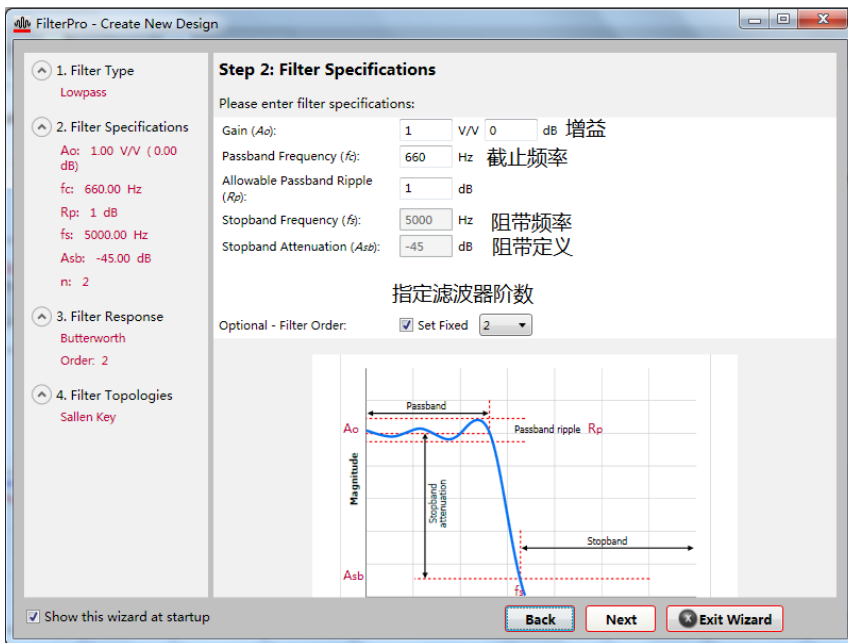 FilterPro - Create New Design
1. Filter Type
Lowpass
2. Filter Specifications
Ao: 1.00 V/V ( 0.00
dB)
fc: 660.00 Hz
Rp: 1 dB
fs: 5000.00 Hz
Asb: -45.00 dB
n: 2
3. Filter Response
Butterworth
Order: 2
4. Filter Topologies
Sallen Key
Step 2: Filter Specifications
Please enter filter specifications:
Gain (Ao): 1 V/V 0 dB 增益
Passband Frequency (fc): 660 Hz 截止频率
Allowable Passband Ripple
(Rp): 1 dB
Stopband Frequency (fs): 5000 Hz 阻带频率
Stopband Attenuation (Asb): -45 dB 阻带定义
指定滤波器阶数
Optional - Filter Order: Set Fixed 2
Passband
Ao
Passband ripple Rp
Magnitude
Stopband
attenuation
Stopband
Asb
fs
Show this wizard at startup
Back Next Exit Wizard